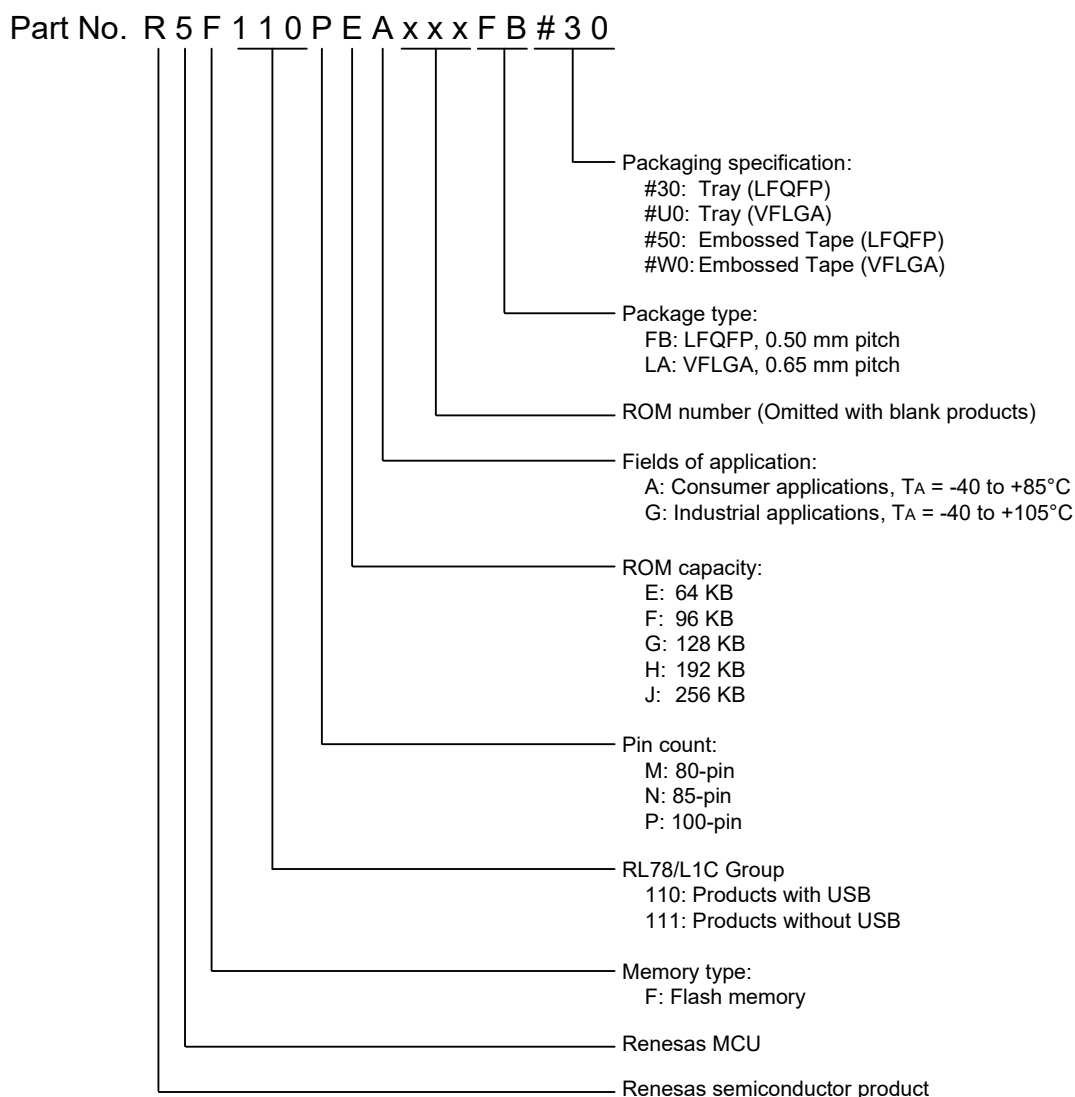 Part No. R 5 F 1 1 0 P E A x x x F B # 3 0
Packaging specification:
#30: Tray (LFQFP)
#U0: Tray (VFLGA)
#50: Embossed Tape (LFQFP)
#W0: Embossed Tape (VFLGA)
Package type:
FB: LFQFP, 0.50 mm pitch
LA: VFLGA, 0.65 mm pitch
ROM number (Omitted with blank products)
Fields of application:
A: Consumer applications, TA = -40 to +85°C
G: Industrial applications, TA = -40 to +105°C
ROM capacity:
E: 64 KB
F: 96 KB
G: 128 KB
H: 192 KB
J: 256 KB
Pin count:
M: 80-pin
N: 85-pin
P: 100-pin
RL78/L1C Group
110: Products with USB
111: Products without USB
Memory type:
F: Flash memory
Renesas MCU
Renesas semiconductor product